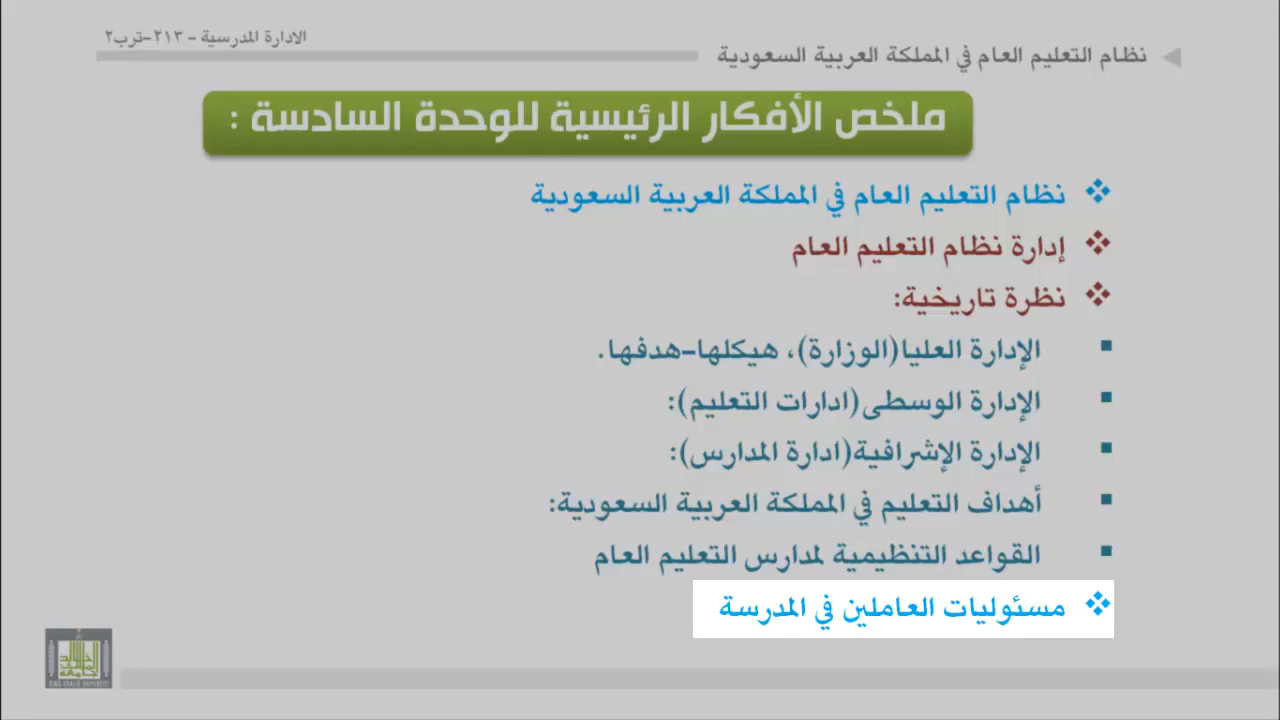 الادارة المدرسية - ٢١٣-ترب٢
نظام التعليم العام في المملكة العربية السعودية
ملخص الأفكار الرئيسية للوحدة السادسة :
نظام التعليم العام في المملكة العربية السعودية
إدارة نظام التعليم العام
نظرة تاريخية:
الإدارة العليا(الوزارة)، هيكلها-هدفها.
الإدارة الوسطى(ادارات التعليم):
الإدارة الإشرافية(ادارة المدارس):
أهداف التعليم في المملكة العربية السعودية:
القواعد التنظيمية لمدارس التعليم العام
مسئوليات العاملين في المدرسة
KING KHALID UNIVERSITY